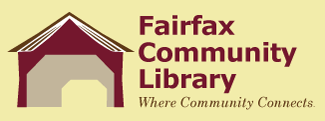 Fairfax
Community
Library
Where Community Connects.